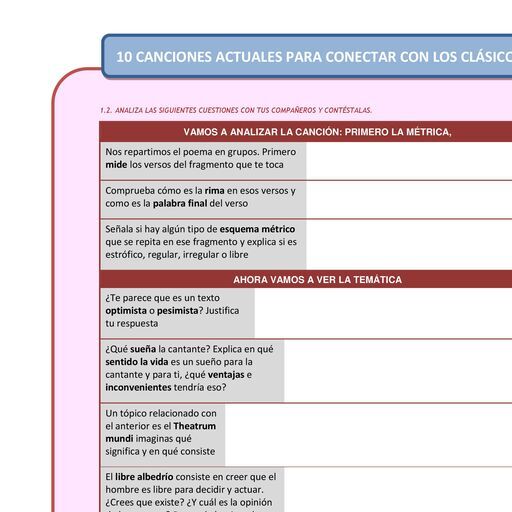 10 CANCIONES ACTUALES PARA CONECTAR CON LOS CLÁSICO
1.2. ANALIZA LAS SIGUIENTES CUESTIONES CON TUS COMPAÑEROS Y CONTÉSTALAS.
VAMOS A ANALIZAR LA CANCIÓN: PRIMERO LA MÉTRICA,
Nos repartimos el poema en grupos. Primero
mide los versos del fragmento que te toca
Comprueba cómo es la rima en esos versos y
como es la palabra final del verso
Señala si hay algún tipo de esquema métrico
que se repita en ese fragmento y explica si es
estrófico, regular, irregular o libre
AHORA VAMOS A VER LA TEMÁTICA
¿Te parece que es un texto
optimista o pesimista? Justifica
tu respuesta
¿Qué sueña la cantante? Explica en qué
sentido la vida es un sueño para la
cantante y para ti, ¿qué ventajas e
inconvenientes tendría eso?
Un tópico relacionado con
el anterior es el Theatrum
mundi imaginas qué
significa y en qué consiste
El libre albedrío consiste en creer que el
hombre es libre para decidir y actuar.
¿Crees que existe? ¿Y cuál es la opinión